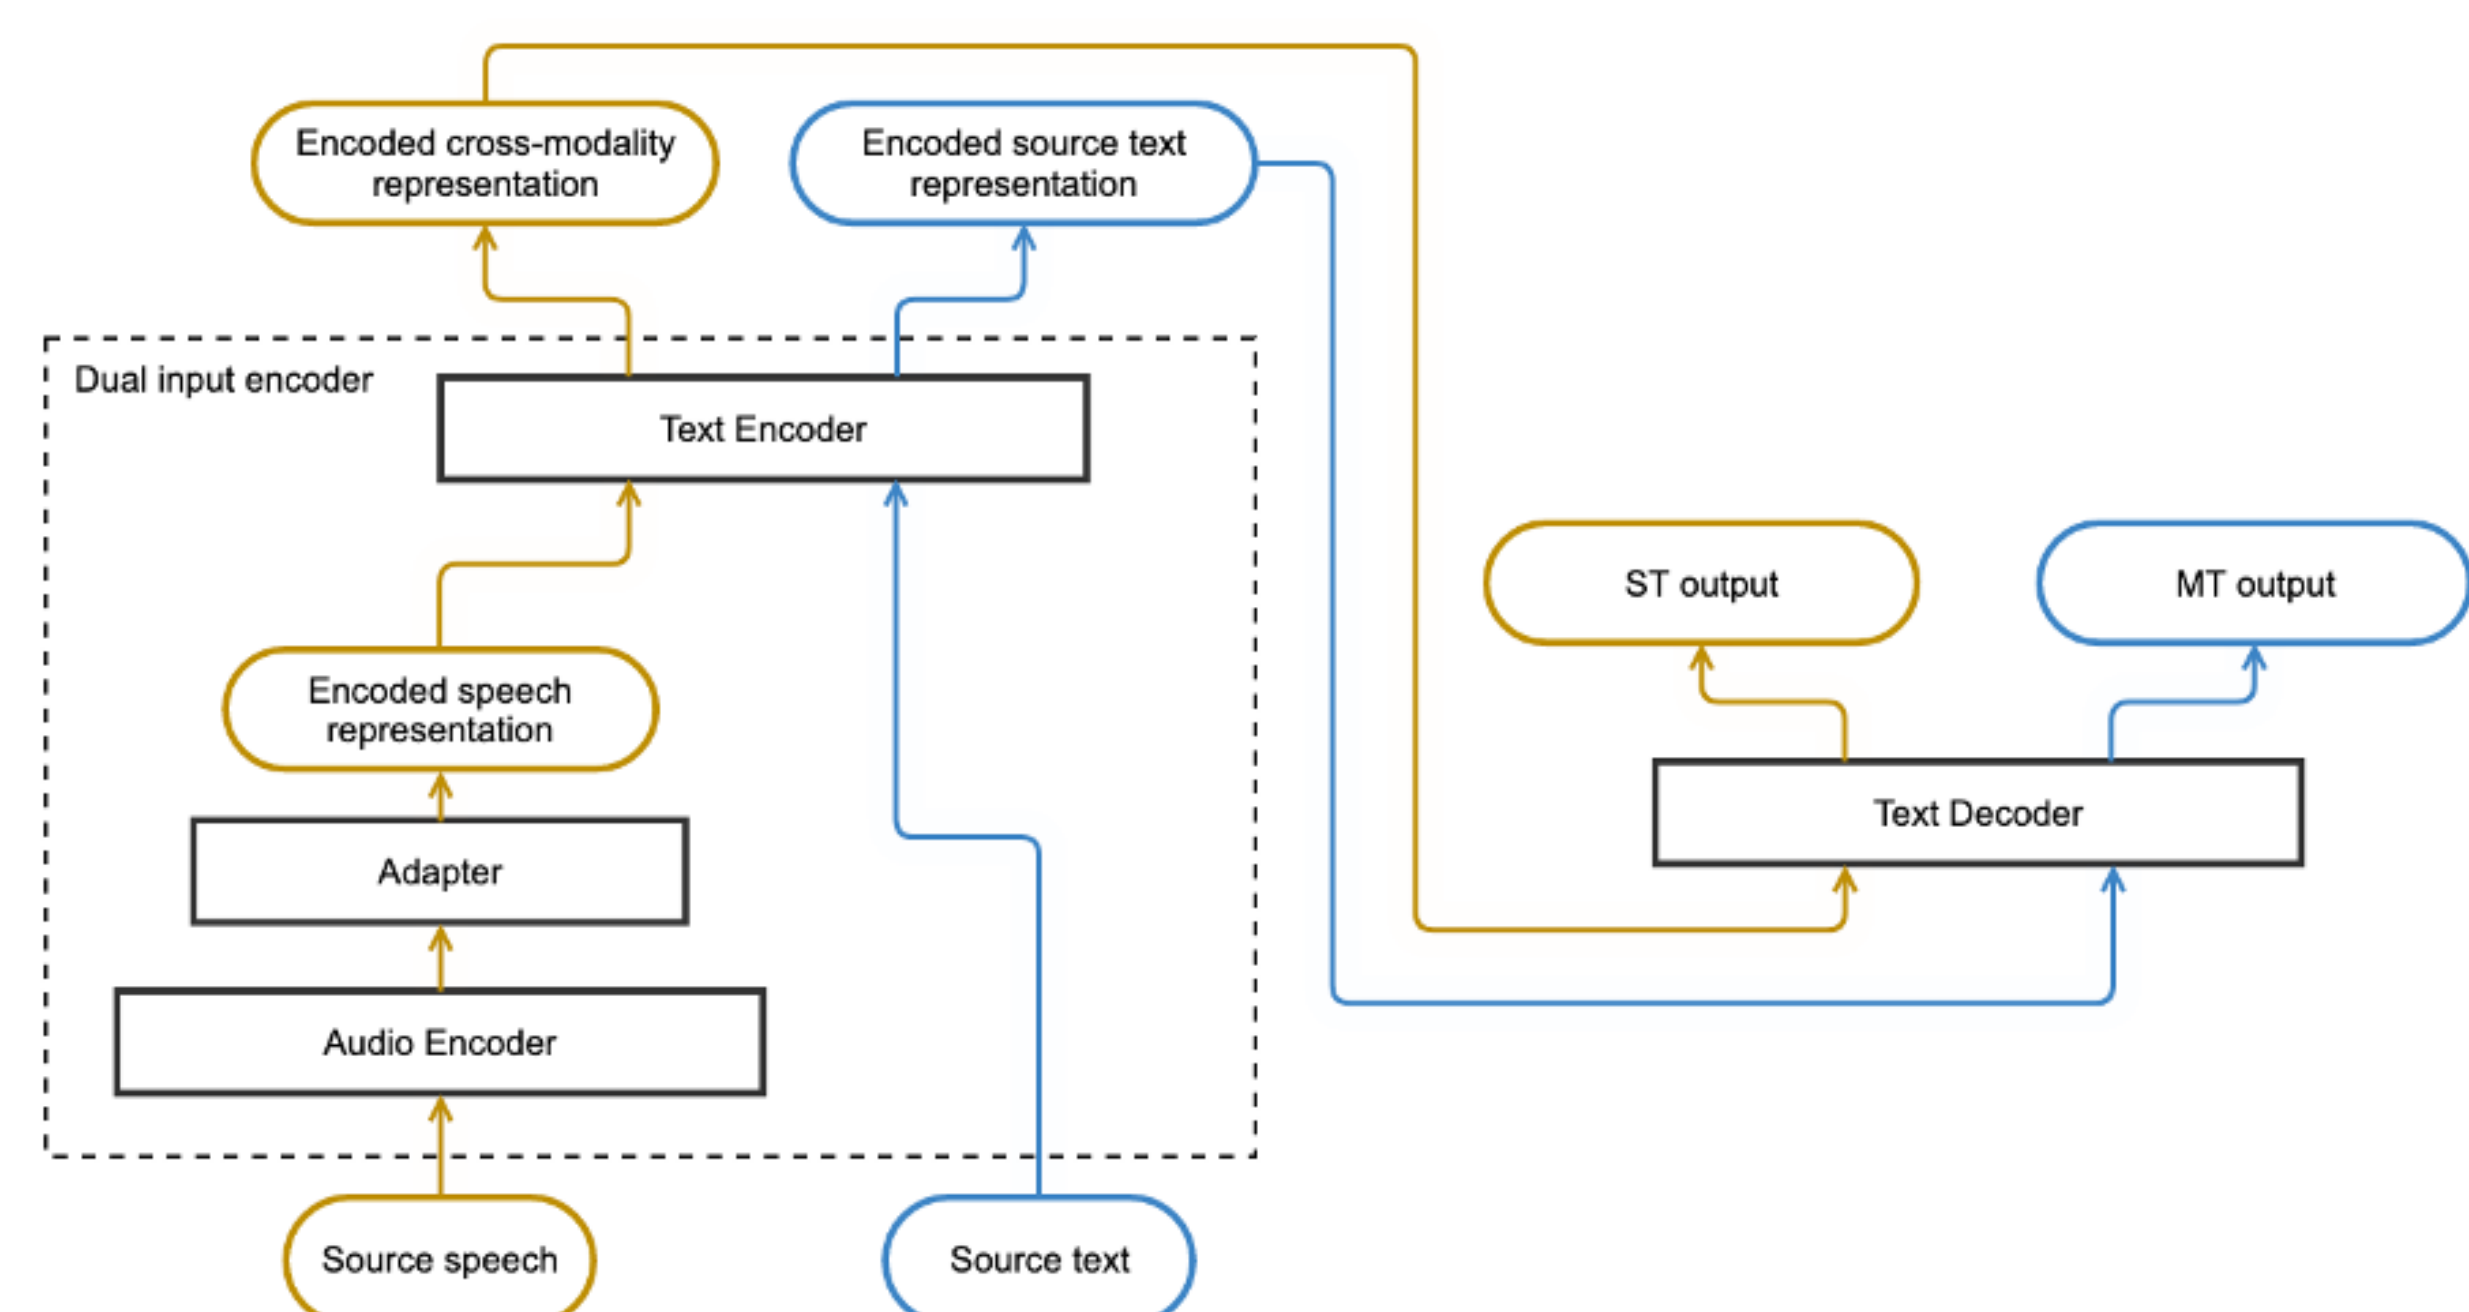 Encoded cross-modality
representation
Encoded source text
representation
Dual input encoder
Text Encoder
Encoded speech
representation
Adapter
Audio Encoder
Source speech
Source text
ST output
MT output
Text Decoder